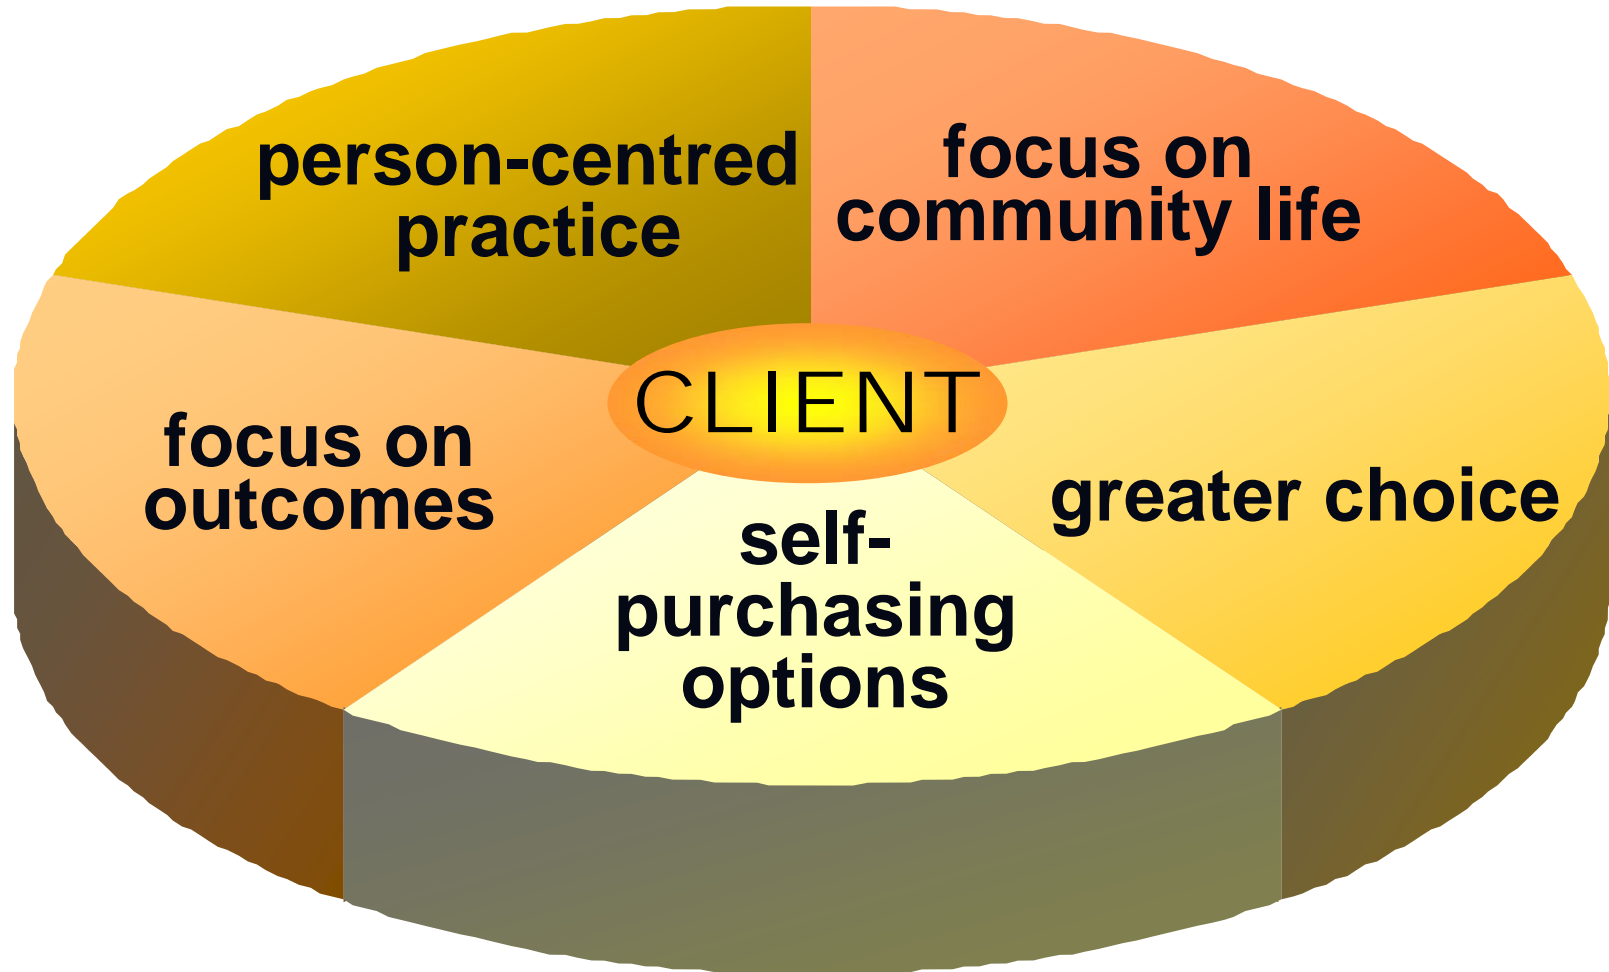 person-centred
practice
focus on
community life
CLIENT
focus on
outcomes
greater choice
self-
purchasing
options